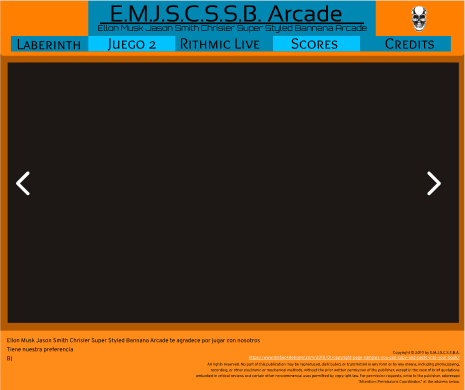 E.M.J.S.C.S.S.B. Arcade
Ellon Musk Jason Smith Chrisler Super Styled Bannana Arcade
Laberinth Juego 2 Rithmic Live Scores Credits
Ellon Musk Jason Smith Chrisler Super Styled Bannana Arcade te agradece por jugar con nosotros
Tiene nuestra preferencia
B)
Copyright © 2017 by E.M.J.S.C.S.S.B.A.
All rights reserved. No part of this publication may be reproduced, distributed, or transmitted in any form or by any means, including photocopying,
recording, or other electronic or mechanical methods, without the prior written permission of the publisher, except in the case of brief quotations
embodied in critical reviews and certain other noncommercial uses permitted by copyright law. For permission requests, write to the publisher, addressed
"Attention: Permissions Coordinator," at the address below.